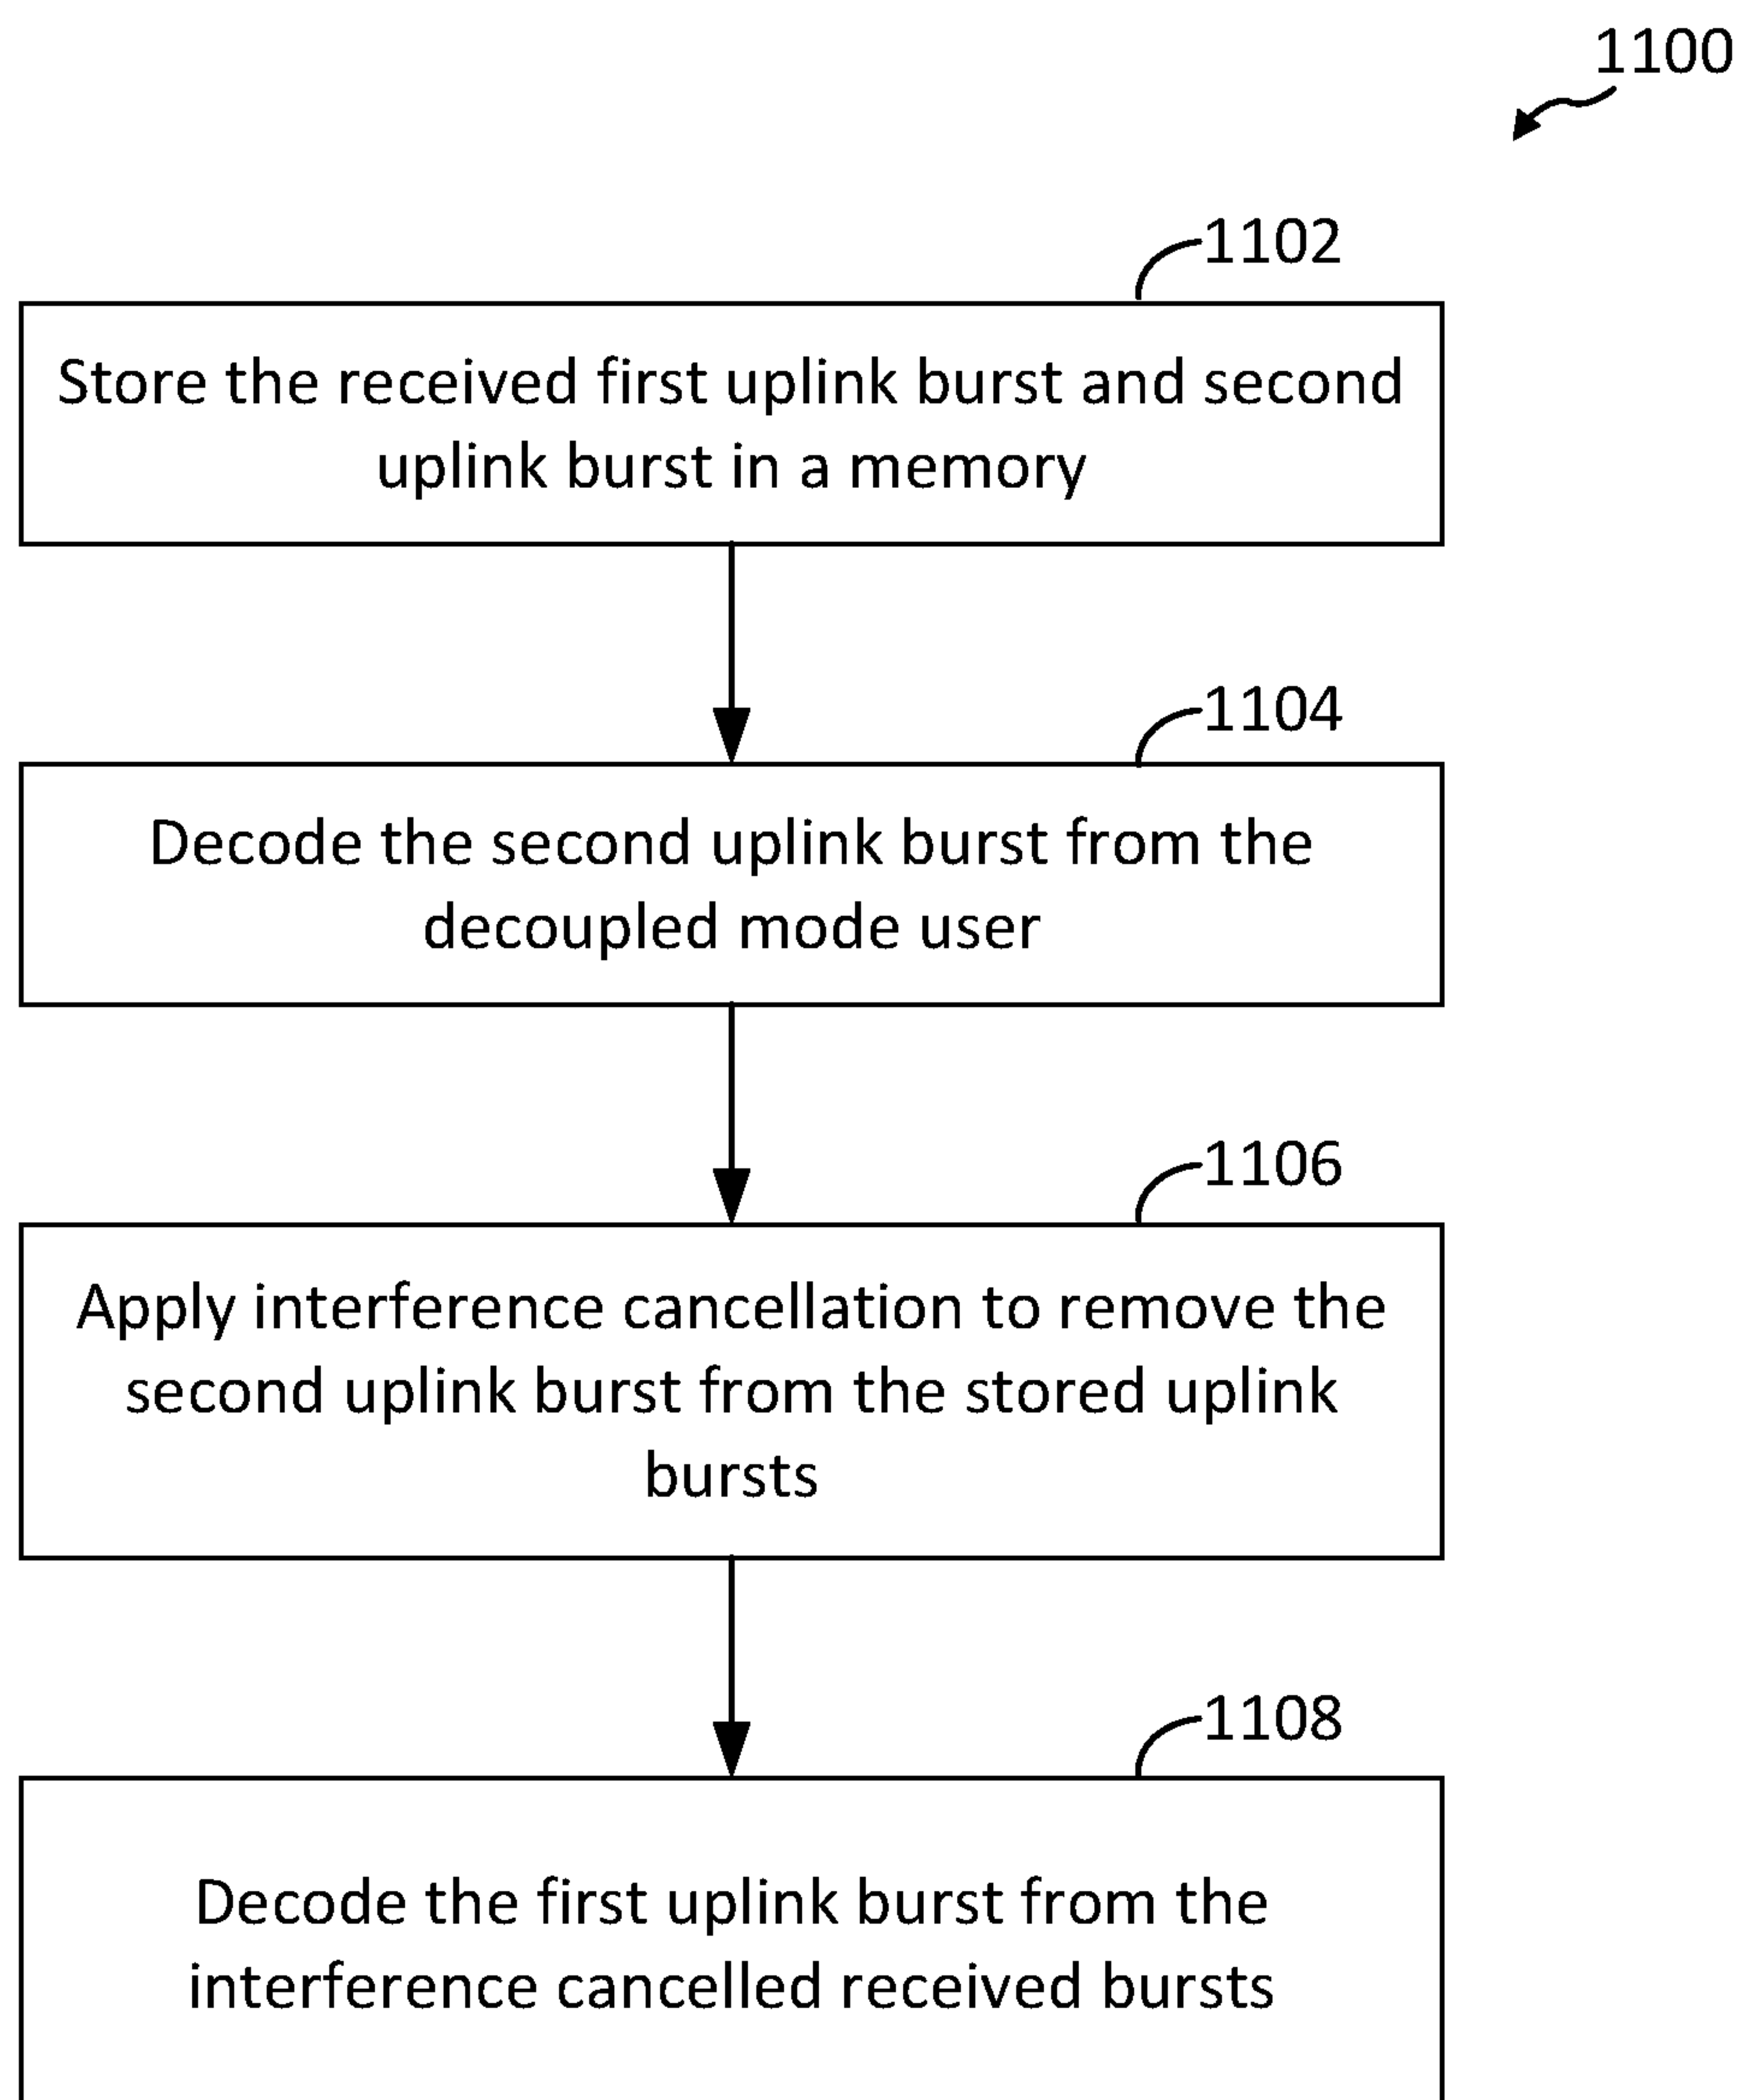 1100
1102
Store the received first uplink burst and second
uplink burst in a memory
1104
Decode the second uplink burst from the
decoupled mode user
1106
Apply interference cancellation to remove the
second uplink burst from the stored uplink
bursts
1108
Decode the first uplink burst from the
interference cancelled received bursts